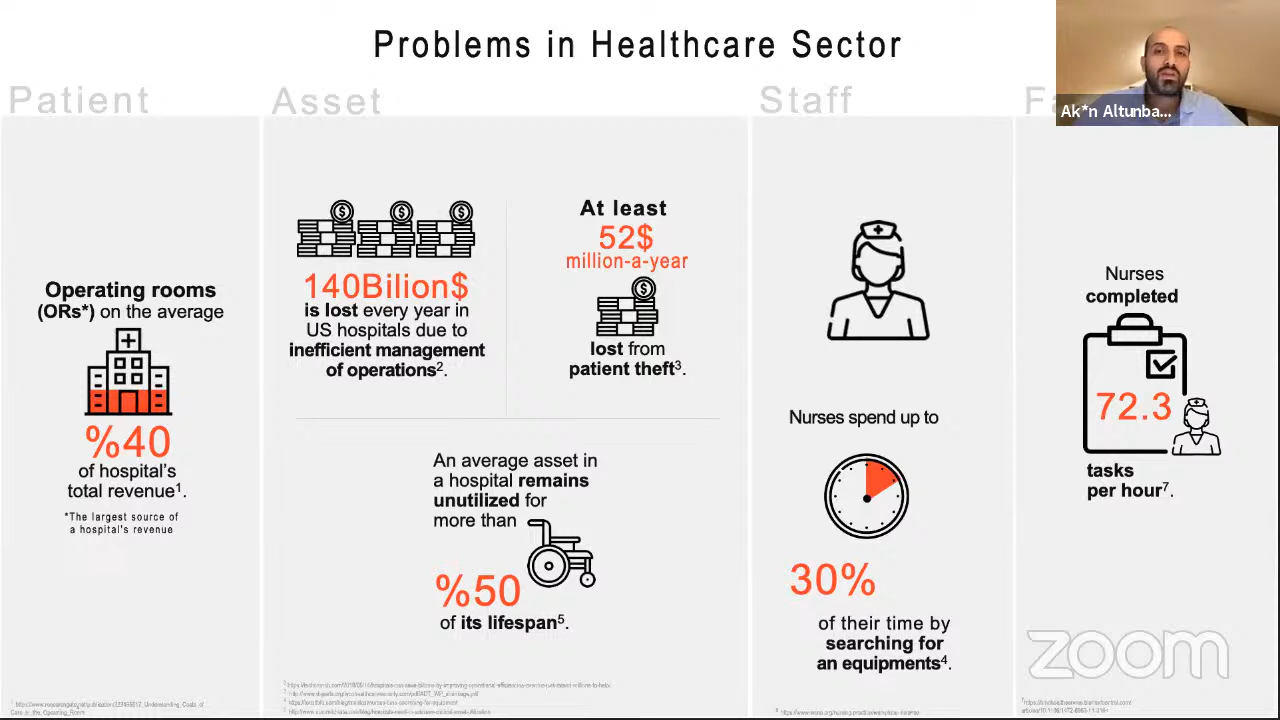 Problems in Healthcare Sector
Ak*n Altunba...
Patient
Asset
Staff
Operating rooms
(ORs*) on the average
%40
of hospital's
total revenue1.
*The largest source of
a hospital's revenue
140Bilion$
is lost every year in
US hospitals due to
inefficient management
of operations2.
At least
52$
million-a-year
lost from
patient theft3.
An average asset in
a hospital remains
unutilized for
more than
%50
of its lifespan5.
Nurses spend up to
30%
of their time by
searching for
an equipments4.
Nurses
completed
72.3
tasks
per hour7.
zoom